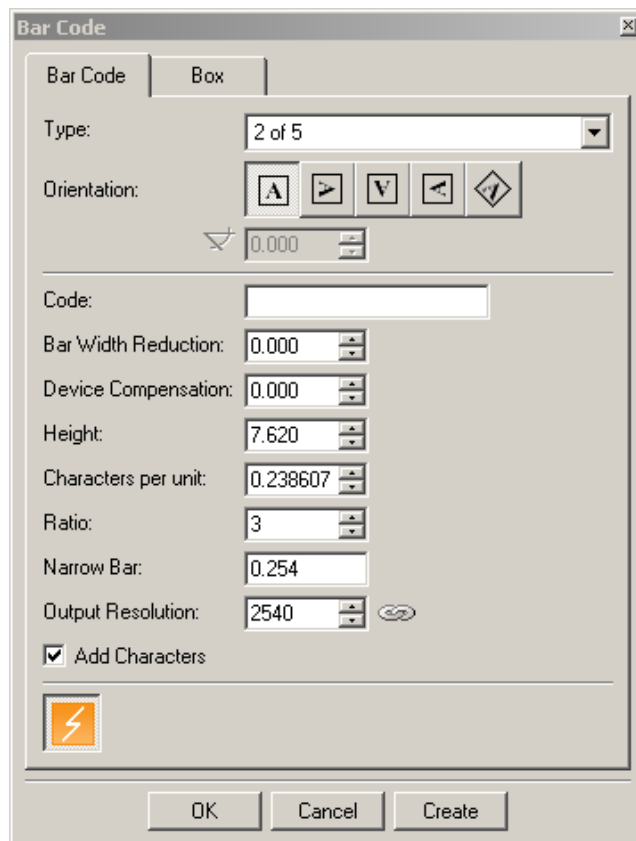 Bar Code
Bar Code Box
Type: 2 of 5
Orientation: A A A A A
0.000
Code:
Bar Width Reduction: 0.000
Device Compensation: 0.000
Height: 7.620
Characters per unit: 0.238607
Ratio: 3
Narrow Bar: 0.254
Output Resolution: 2540
Add Characters
OK Cancel Create